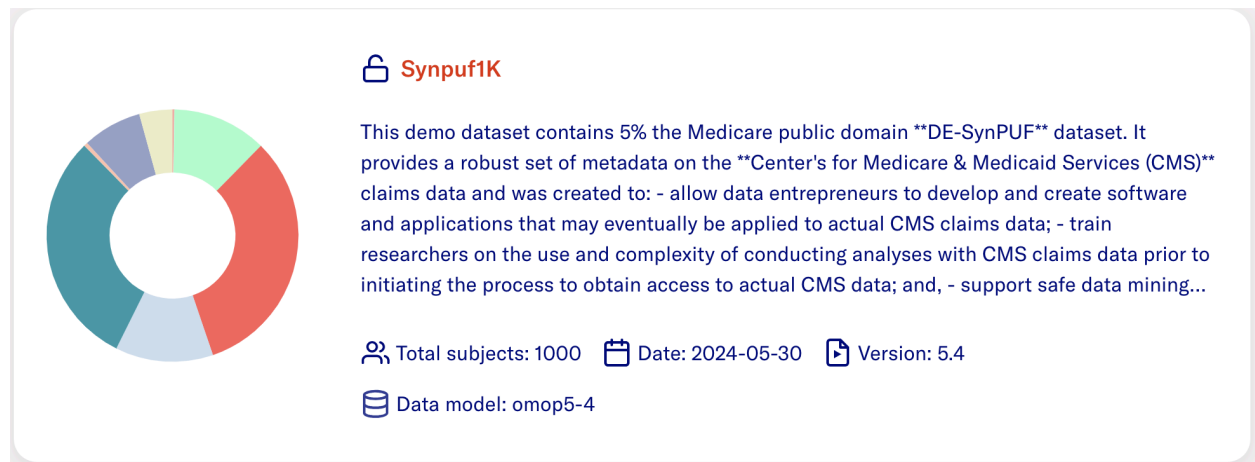 Synpuf1K
This demo dataset contains 5% the Medicare public domain **DE-SynPUF** dataset. It
provides a robust set of metadata on the **Center's for Medicare & Medicaid Services (CMS)**
claims data and was created to: - allow data entrepreneurs to develop and create software
and applications that may eventually be applied to actual CMS claims data; - train
researchers on the use and complexity of conducting analyses with CMS claims data prior to
initiating the process to obtain access to actual CMS data; and, - support safe data mining...
Total subjects: 1000 Date: 2024-05-30 Version: 5.4
Data model: omop5-4